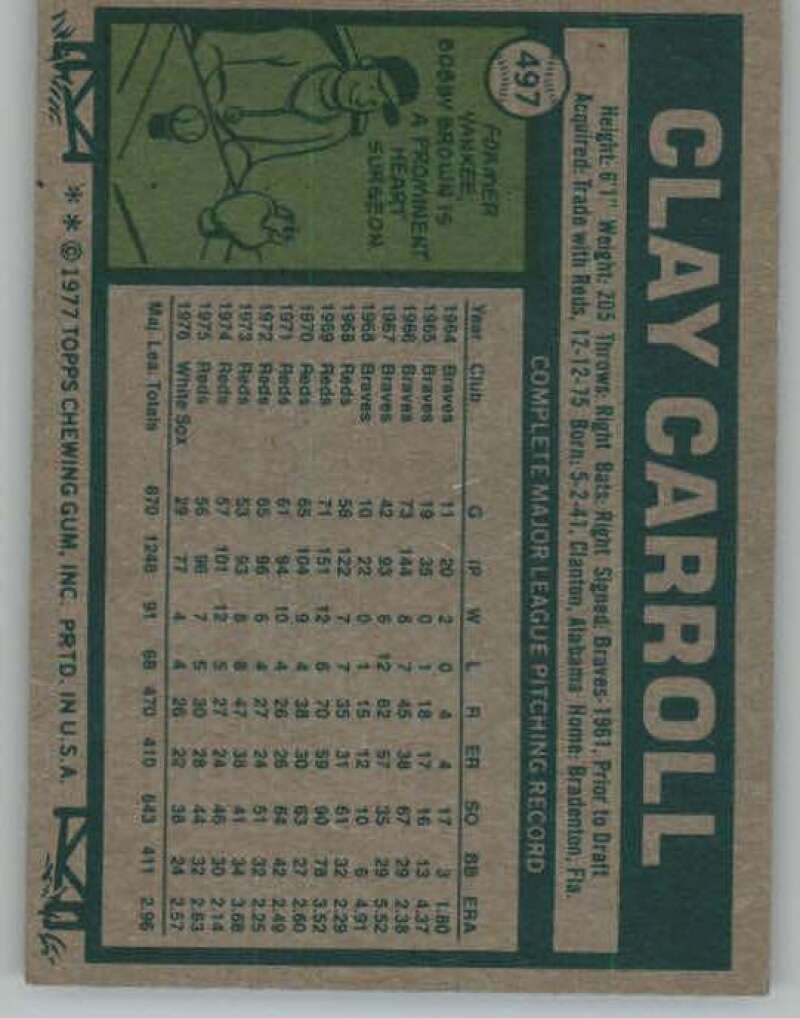 CLAY CARROLL
Height: 6'1" Weight: 205 Throws: Right Bats: Right Signed: Braves-1961, Prior to Draft
Acquired: Trade with Reds, 12-12-75 Born: 5-2-41, Clanton, Alabama Home: Bradenton, Fla.
497
FORMER
YANKEE,
BOBBY BROWN IS
A PROMINENT
HEART
SURGEON.
COMPLETE MAJOR LEAGUE PITCHING RECORD
Year Club G IP W L R ER SO BB ERA
1964 Braves 11 20 2 0 4 4 17 3 1.80
1965 Braves 19 35 0 1 18 17 16 13 4.37
1966 Braves 73 144 8 7 45 38 67 29 2.38
1967 Braves 42 93 6 12 62 57 35 29 5.52
1968 Braves 10 22 0 1 15 12 10 6 4.91
1968 Reds 58 122 7 7 35 31 61 32 2.29
1969 Reds 71 151 12 6 70 59 90 78 3.52
1970 Reds 65 104 9 4 38 30 63 27 2.60
1971 Reds 61 94 10 4 26 26 64 42 2.49
1972 Reds 65 96 6 4 27 24 51 32 2.25
1973 Reds 53 93 8 8 47 38 41 34 3.68
1974 Reds 57 101 12 5 27 24 46 30 2.14
1975 Reds 56 96 7 5 30 28 44 32 2.63
1976 White Sox 29 77 4 4 26 22 38 24 2.57
Maj. Lea. Totals 670 1248 91 68 470 410 643 411 2.96
* * © 1977 TOPPS CHEWING GUM, INC. PRTD. IN U.S.A.